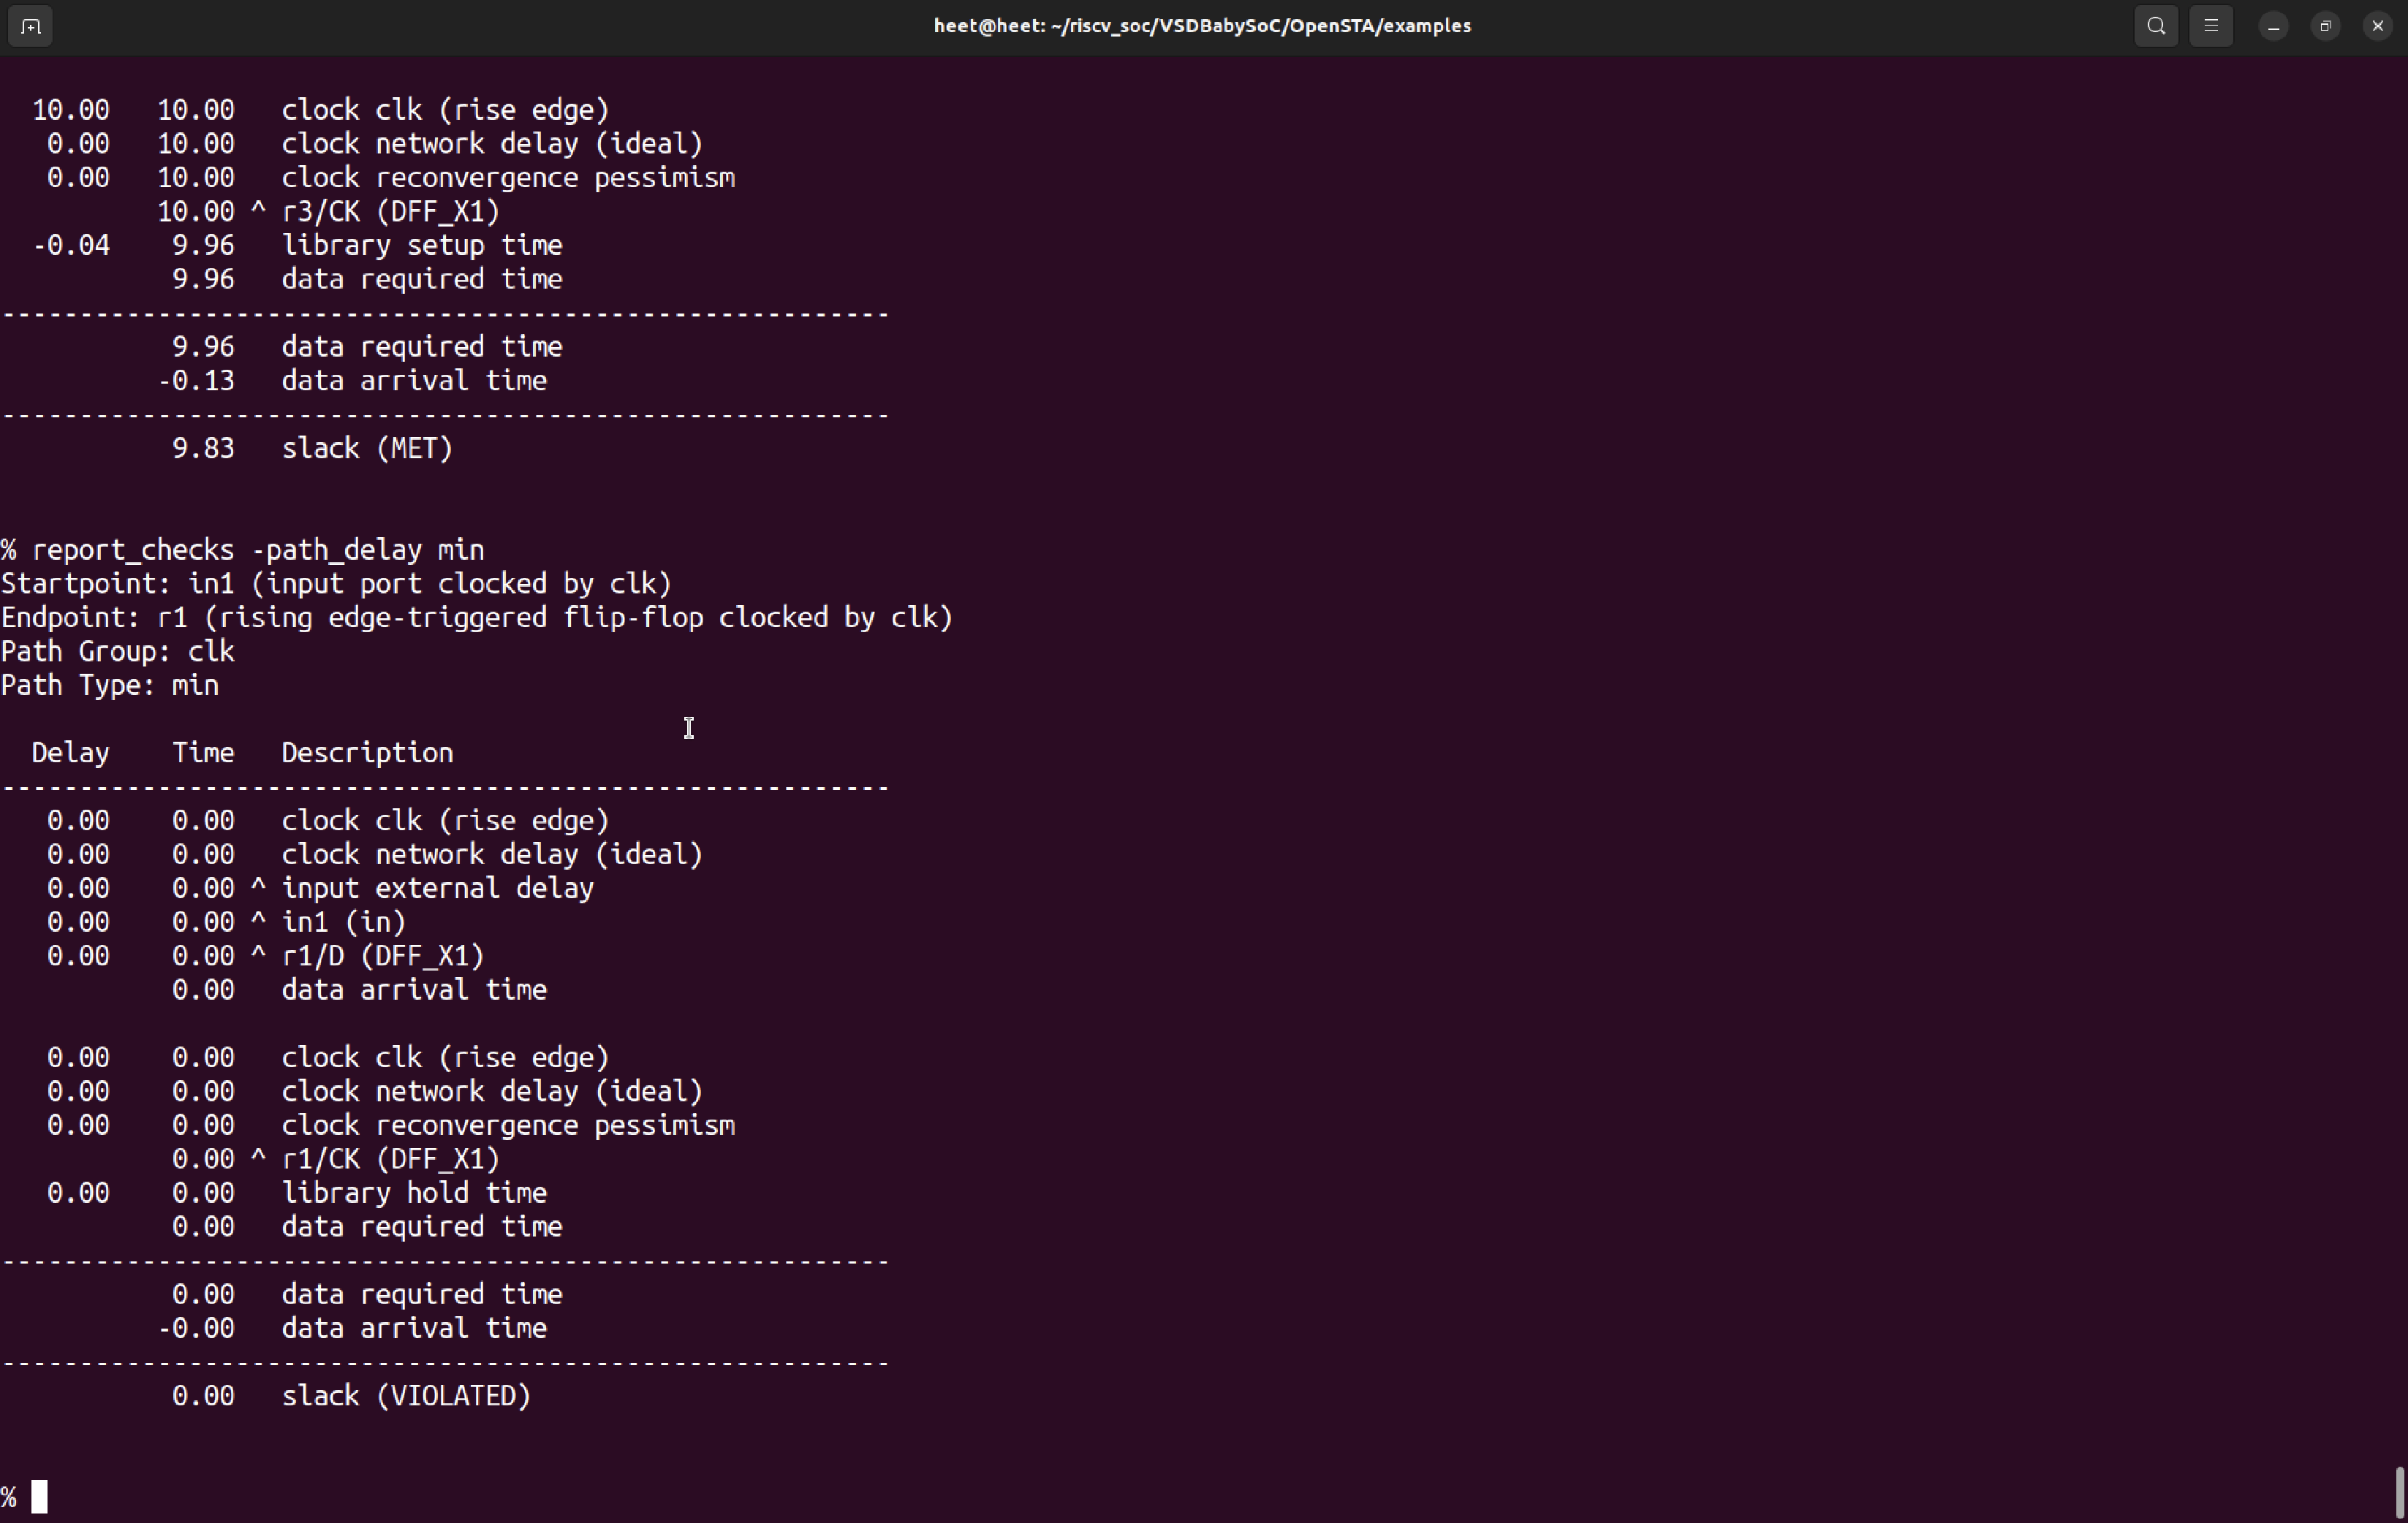 heet@heet: ~/riscv_soc/VSDBabySoC/OpenSTA/examples
  10.00   10.00   clock clk (rise edge)
   0.00   10.00   clock network delay (ideal)
   0.00   10.00   clock reconvergence pessimism
          10.00 ^ r3/CK (DFF_X1)
  -0.04    9.96   library setup time
           9.96   data required time
---------------------------------------------------------
           9.96   data required time
          -0.13   data arrival time
---------------------------------------------------------
           9.83   slack (MET)
% report_checks -path_delay min
Startpoint: in1 (input port clocked by clk)
Endpoint: r1 (rising edge-triggered flip-flop clocked by clk)
Path Group: clk
Path Type: min
  Delay    Time   Description
---------------------------------------------------------
   0.00    0.00   clock clk (rise edge)
   0.00    0.00   clock network delay (ideal)
   0.00    0.00 ^ input external delay
   0.00    0.00 ^ in1 (in)
   0.00    0.00 ^ r1/D (DFF_X1)
           0.00   data arrival time
   0.00    0.00   clock clk (rise edge)
   0.00    0.00   clock network delay (ideal)
   0.00    0.00   clock reconvergence pessimism
           0.00 ^ r1/CK (DFF_X1)
   0.00    0.00   library hold time
           0.00   data required time
---------------------------------------------------------
           0.00   data required time
          -0.00   data arrival time
---------------------------------------------------------
           0.00   slack (VIOLATED)
%